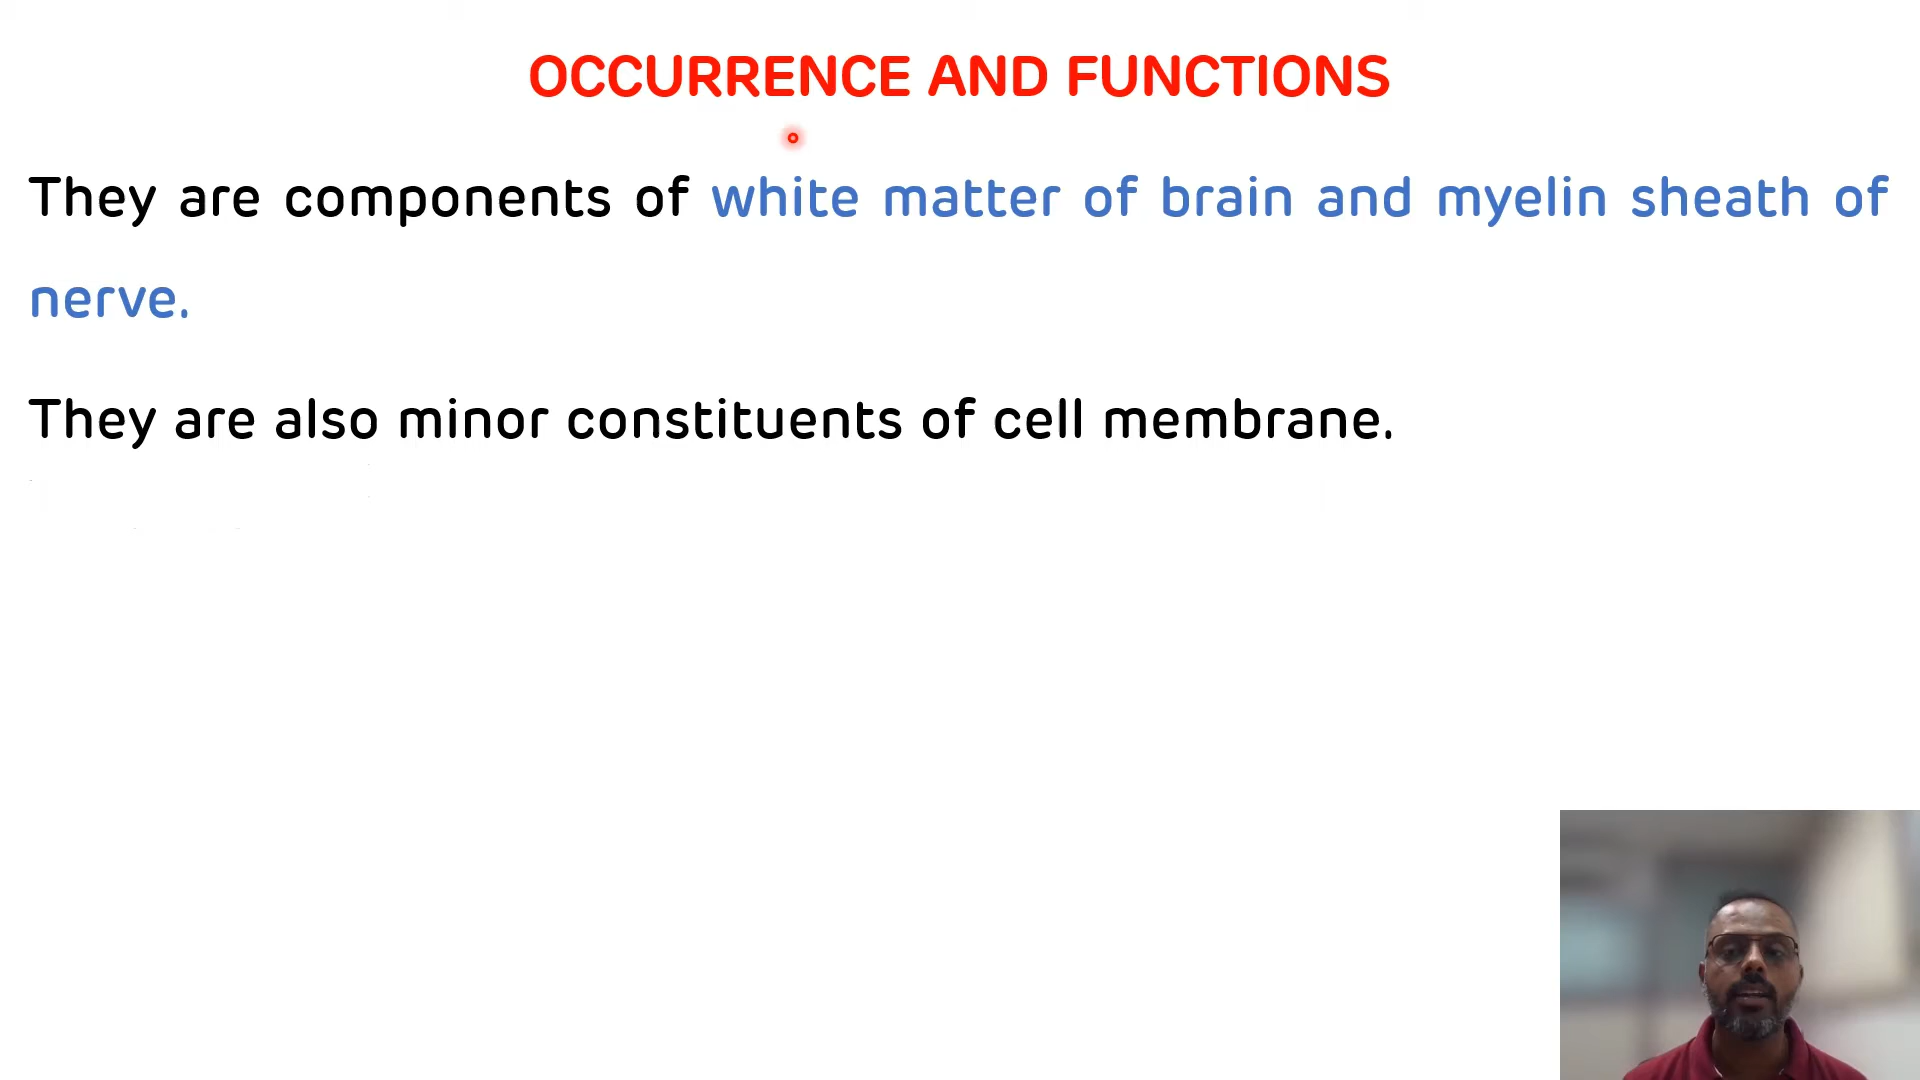 OCCURRENCE AND FUNCTIONS
They are components of white matter of brain and myelin sheath of
nerve.
They are also minor constituents of cell membrane.